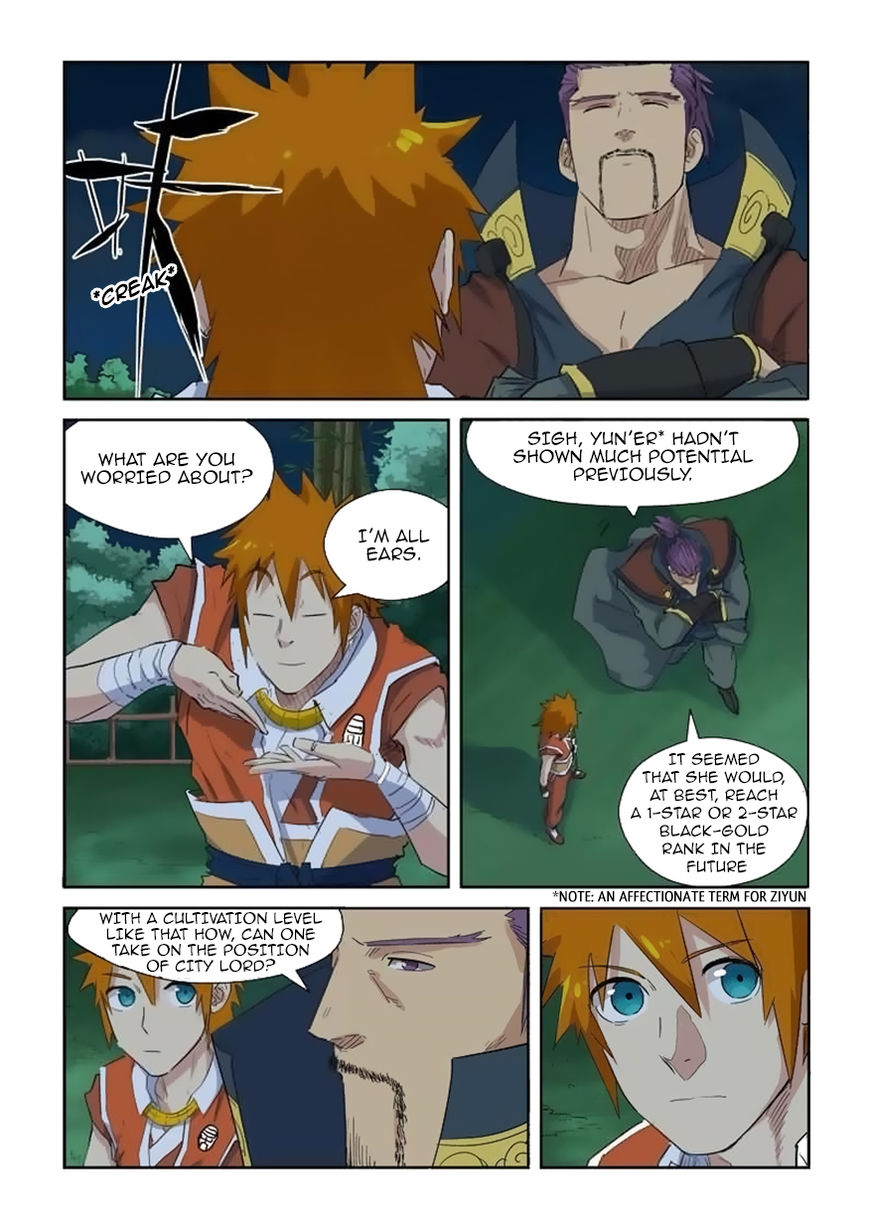 *CREAK*
WHAT ARE YOU
WORRIED ABOUT?
I'M ALL
EARS.
SIGH, YUN'ER* HADN'T
SHOWN MUCH POTENTIAL
PREVIOUSLY.
IT SEEMED
THAT SHE WOULD,
AT BEST, REACH
A 1-STAR OR 2-STAR
BLACK-GOLD
RANK IN THE
FUTURE
*NOTE: AN AFFECTIONATE TERM FOR ZIYUN
WITH A CULTIVATION LEVEL
LIKE THAT HOW, CAN ONE
TAKE ON THE POSITION
OF CITY LORD?